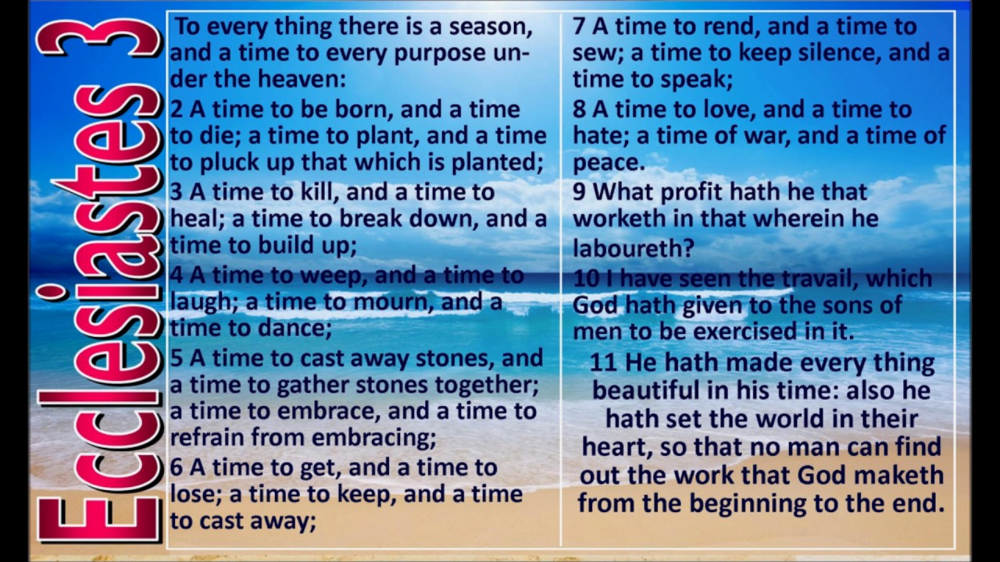 Ecclesiastes 3
To every thing there is a season,
and a time to every purpose un-
der the heaven:
2 A time to be born, and a time
to die; a time to plant, and a time
to pluck up that which is planted;
3 A time to kill, and a time to
heal; a time to break down, and a
time to build up;
4 A time to weep, and a time to
laugh; a time to mourn, and a
time to dance;
5 A time to cast away stones, and
a time to gather stones together;
a time to embrace, and a time to
refrain from embracing;
6 A time to get, and a time to
lose; a time to keep, and a time
to cast away;
7 A time to rend, and a time to
sew; a time to keep silence, and a
time to speak;
8 A time to love, and a time to
hate; a time of war, and a time of
peace.
9 What profit hath he that
worketh in that wherein he
laboureth?
10 I have seen the travail, which
God hath given to the sons of
men to be exercised in it.
11 He hath made every thing
beautiful in his time: also he
hath set the world in their
heart, so that no man can find
out the work that God maketh
from the beginning to the end.